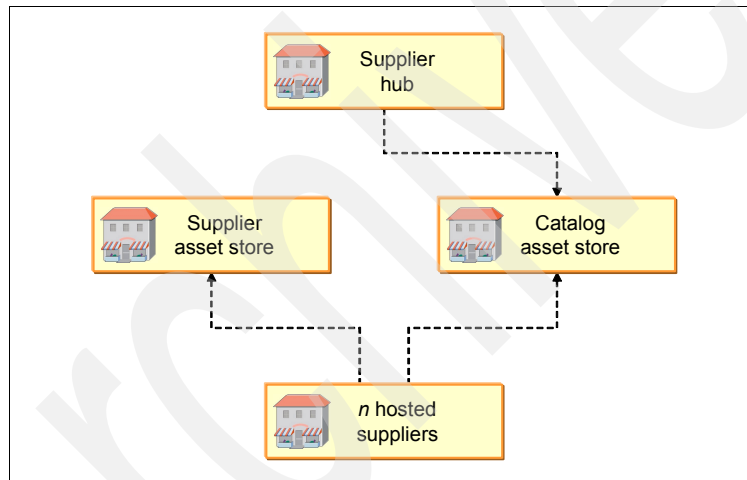 Supplier
hub
Supplier
asset store
Catalog
asset store
n hosted
suppliers